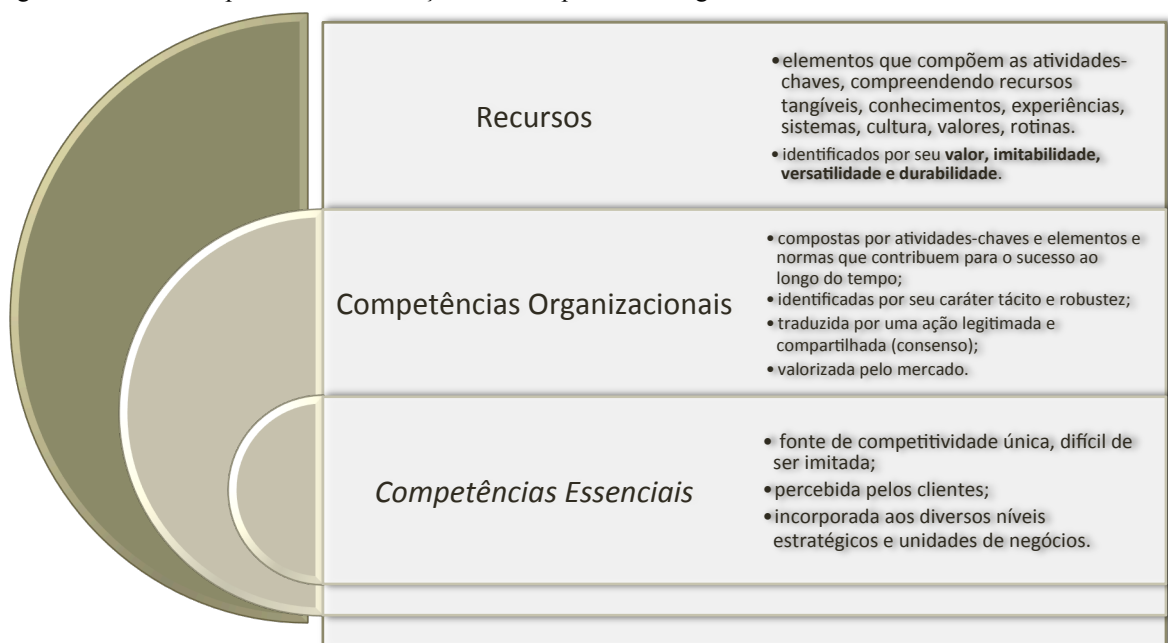 Recursos
•elementos que compõem as atividades-
chaves, compreendendo recursos
tangíveis, conhecimentos, experiências,
sistemas, cultura, valores, rotinas.
•identificados por seu valor, imitabilidade,
versatilidade e durabilidade.
Competências Organizacionais
•compostas por atividades-chaves e elementos e
normas que contribuem para o sucesso ao
longo do tempo;
•identificadas por seu caráter tácito e robustez;
•traduzida por uma ação legitimada e
compartilhada (consenso);
•valorizada pelo mercado.
Competências Essenciais
• fonte de competitividade única, difícil de
ser imitada;
•percebida pelos clientes;
•incorporada aos diversos níveis
estratégicos e unidades de negócios.